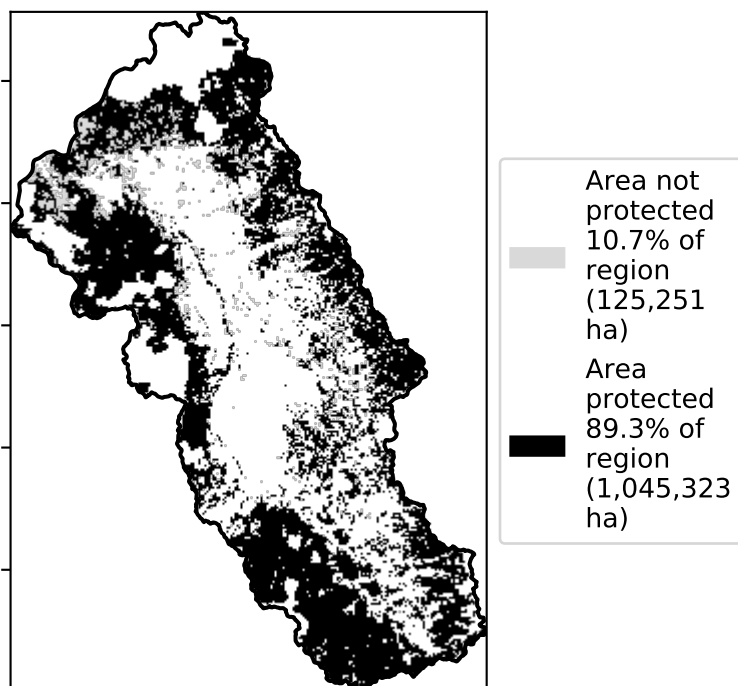 Area not
protected
10.7% of
region
(125,251
ha)
Area
protected
89.3% of
region
(1,045,323
ha)